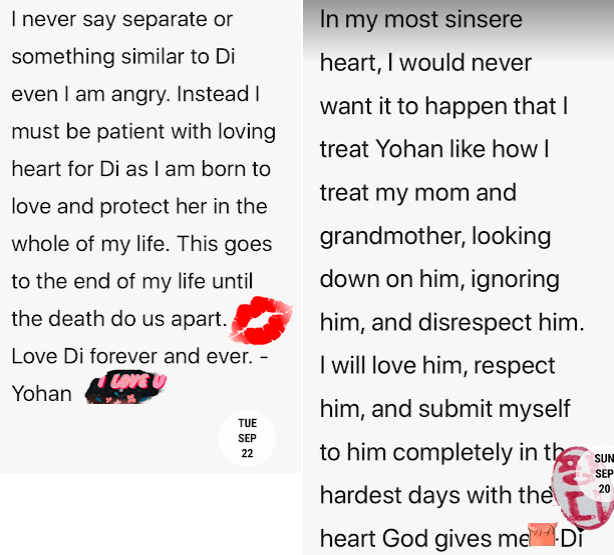 I never say separate or
something similar to Di
even I am angry. Instead I
must be patient with loving
heart for Di as I am born to
love and protect her in the
whole of my life. This goes
to the end of my life until
the death do us apart.
Love Di forever and ever. -
Yohan I LOVE U
TUE
SEP
22
In my most sinsere
heart, I would never
want it to happen that I
treat Yohan like how I
treat my mom and
grandmother, looking
down on him, ignoring
him, and disrespect him.
I will love him, respect
him, and submit myself
to him completely in
hardest days with the
heart God gives me -Di
SUN
SEP
20